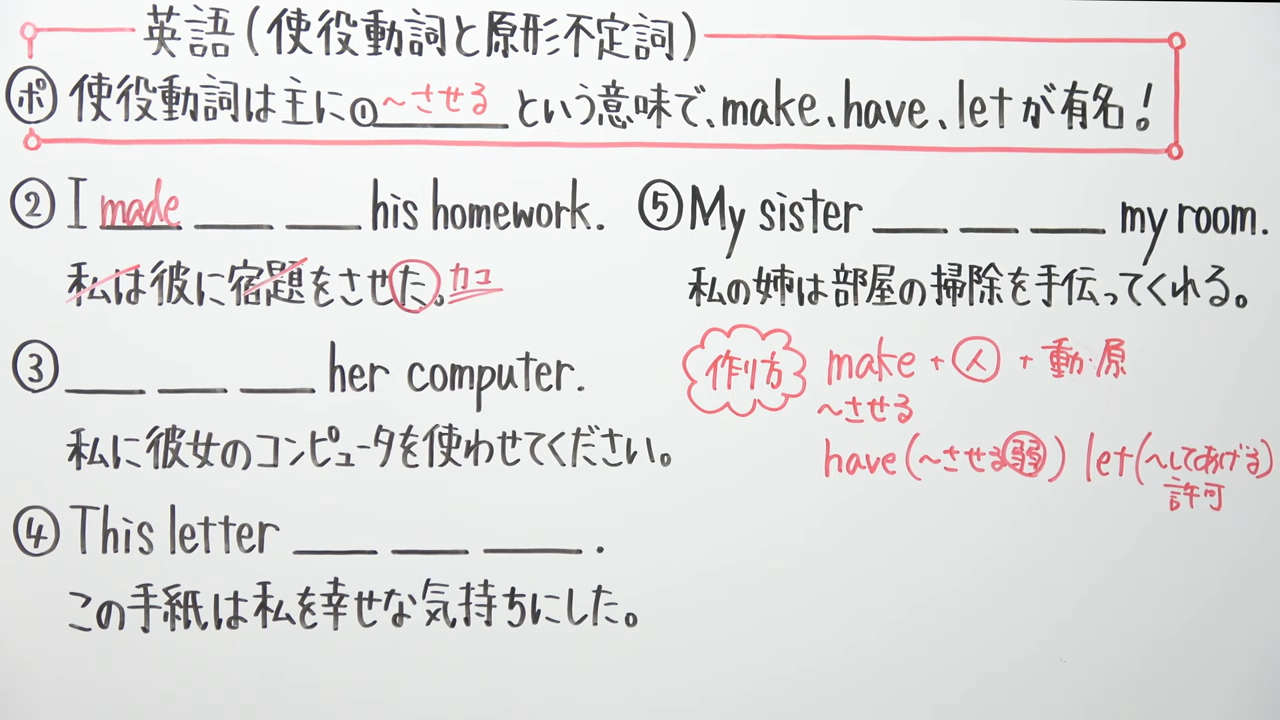 英語(使役動詞と原形不定詞)
ポ 使役動詞は主に①～させるという意味で、make、have、letが有名!
② I made ___ ___ his homework.
私は彼に宿題をさせた。カコ
③ ___ ___ ___ her computer.
私に彼女のコンピュータを使わせてください。
④ This letter ___ ___ ___ .
この手紙は私を幸せな気持ちにした。
⑤ My sister ___ ___ ___ my room.
私の姉は部屋の掃除を手伝ってくれる。
作り方 make + 人 + 動・原
～させる
have(～させる弱) let(～してあげる)
許可